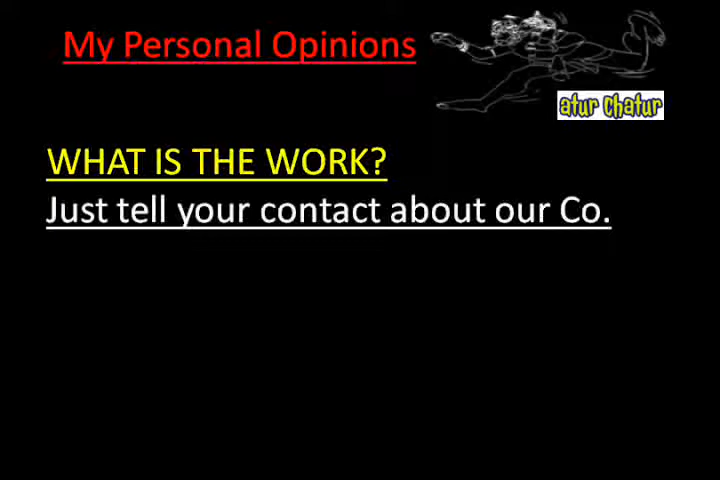 My Personal Opinions
atur Chatur
WHAT IS THE WORK?
Just tell your contact about our Co.